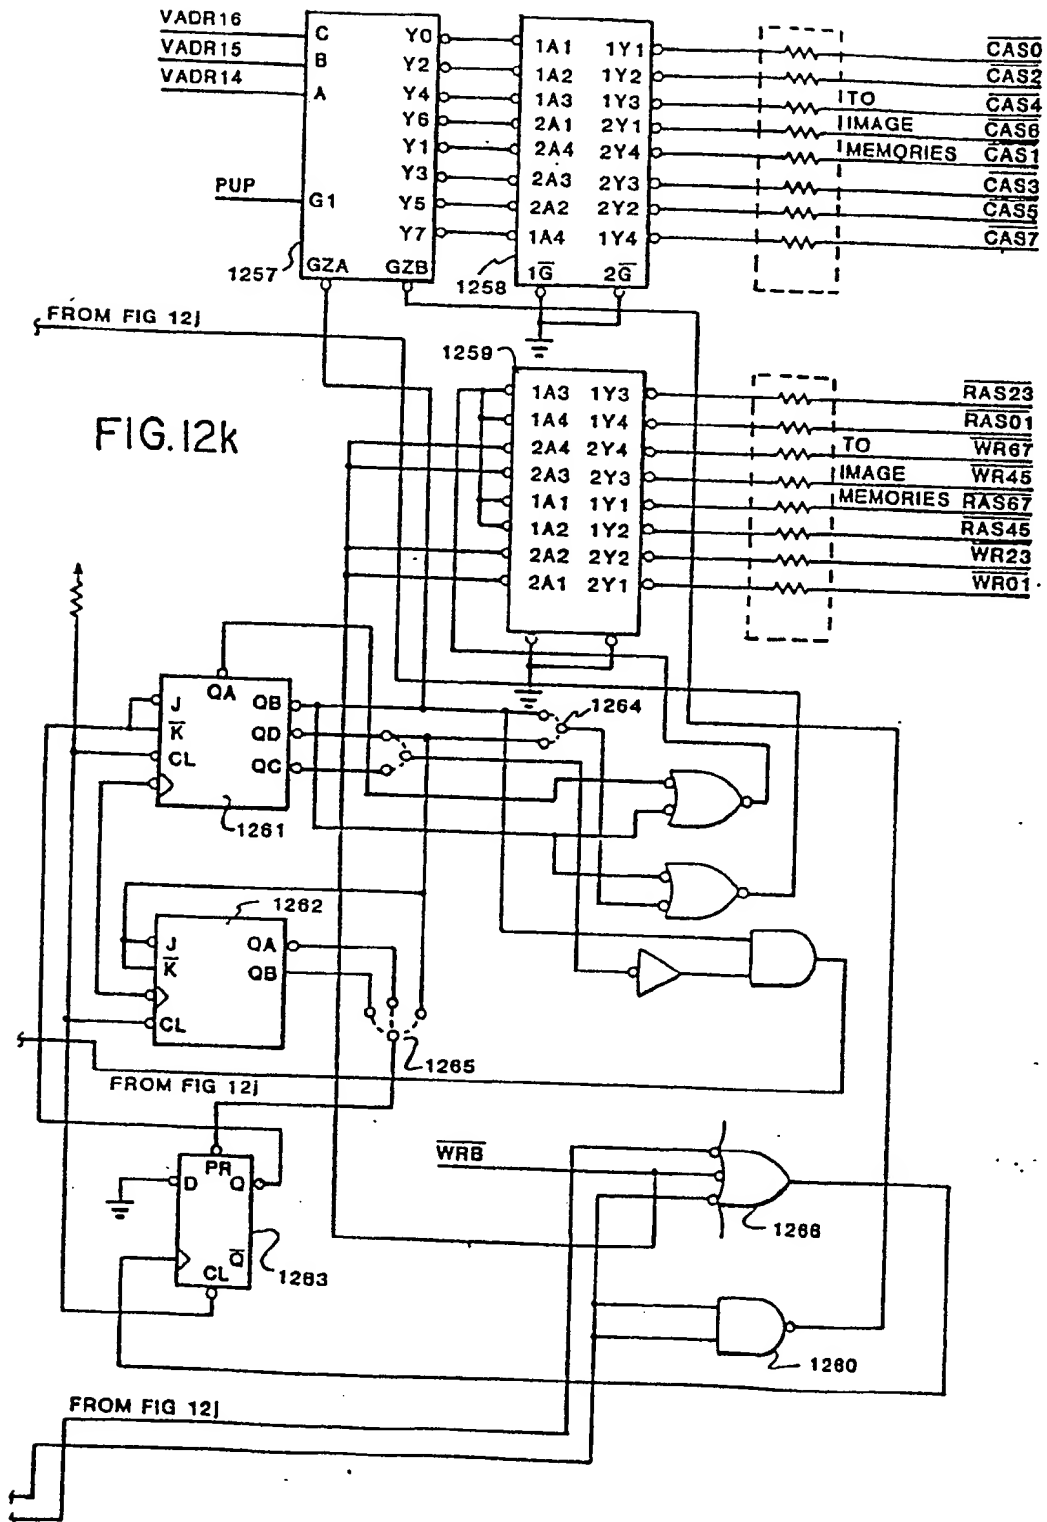 VADR16 C Y0 1A1 1Y1 CAS0
VADR15 B Y2 1A2 1Y2 CAS2
VADR14 A Y4 1A3 1Y3 TO CAS4
Y6 2A1 2Y1 IMAGE CAS6
Y1 2A4 2Y4 MEMORIES CAS1
Y3 2A3 2Y3 CAS3
PUP G1 Y5 2A2 2Y2 CAS5
Y7 1A4 1Y4 CAS7
1257 GZA GZB 1258 1G 2G
FROM FIG 12j
1259
1A3 1Y3 RAS23
FIG.12k
1A4 1Y4 RAS01
2A4 2Y4 TO WR67
2A3 2Y3 IMAGE WR45
1A1 1Y1 MEMORIES RAS67
1A2 1Y2 RAS45
2A2 2Y2 WR23
2A1 2Y1 WR01
J QA QB 1264
K QD
CL QC
1261
1262
J QA
K QB
CL
1265
FROM FIG 12j
WRB
PR
D Q
1266
Q
CL 1263
1260
FROM FIG 12j